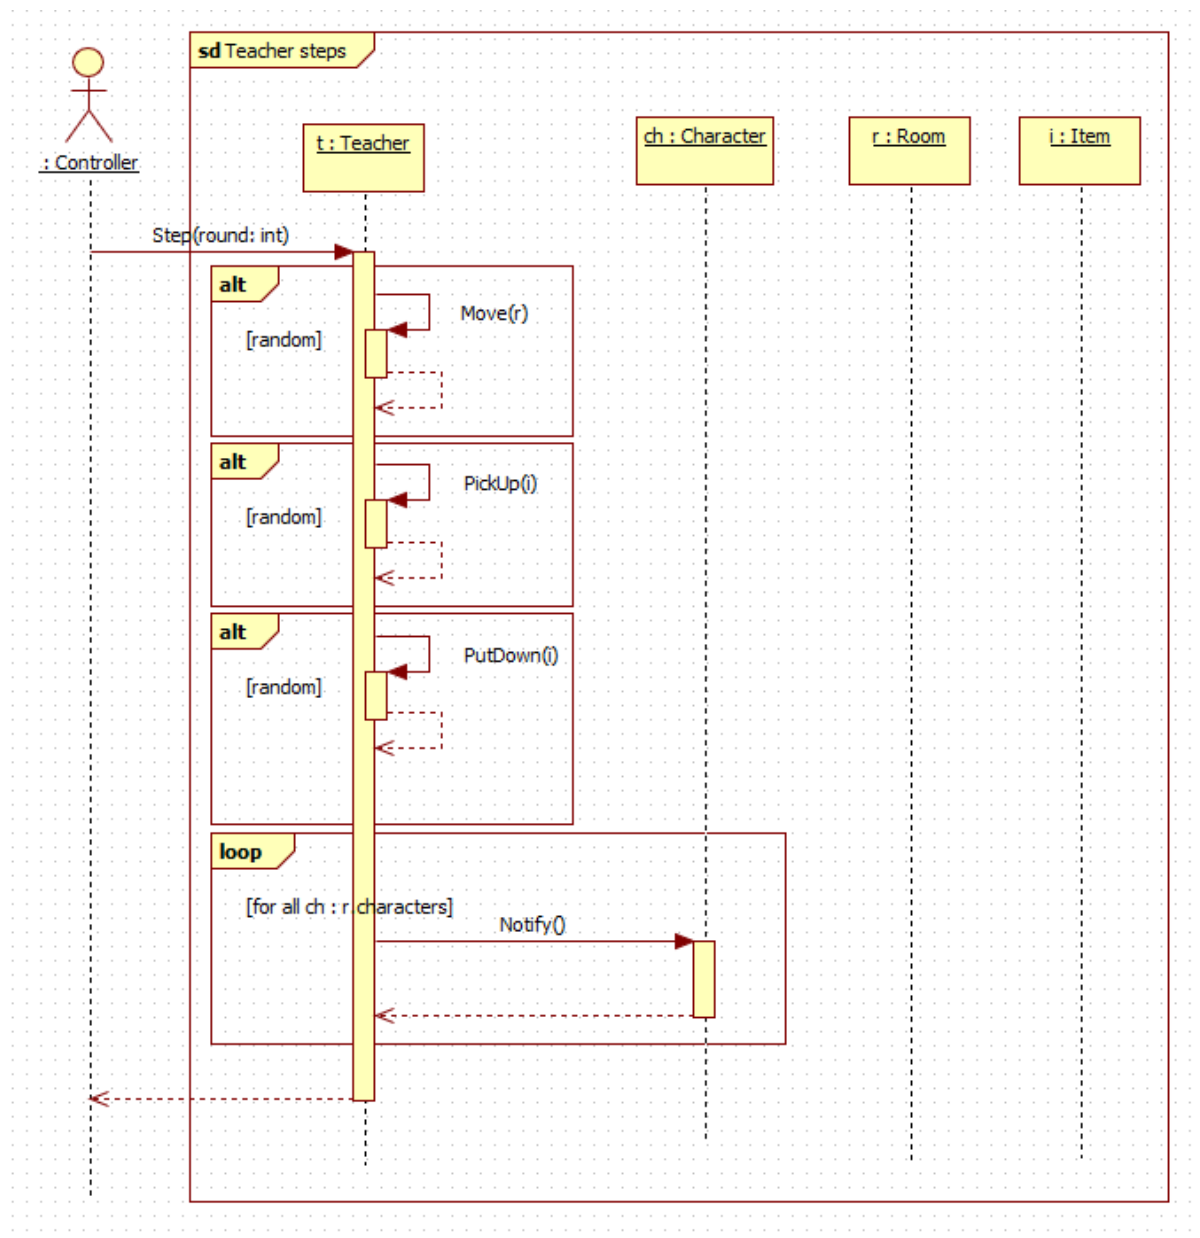 sd Teacher steps
: Controller
t : Teacher
ch : Character
r : Room
i : Item
Step(round: int)
alt
[random]
Move(r)
alt
[random]
PickUp(i)
alt
[random]
PutDown(i)
loop
[for all ch : r.characters]
Notify()